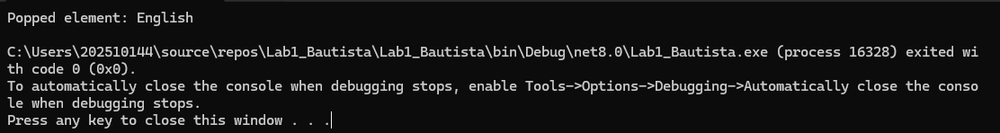 Popped element: English
C:\Users\202510144\source\repos\Lab1_Bautista\Lab1_Bautista\bin\Debug\net8.0\Lab1_Bautista.exe (process 16328) exited wi
th code 0 (0x0).
To automatically close the console when debugging stops, enable Tools->Options->Debugging->Automatically close the conso
le when debugging stops.
Press any key to close this window . . .